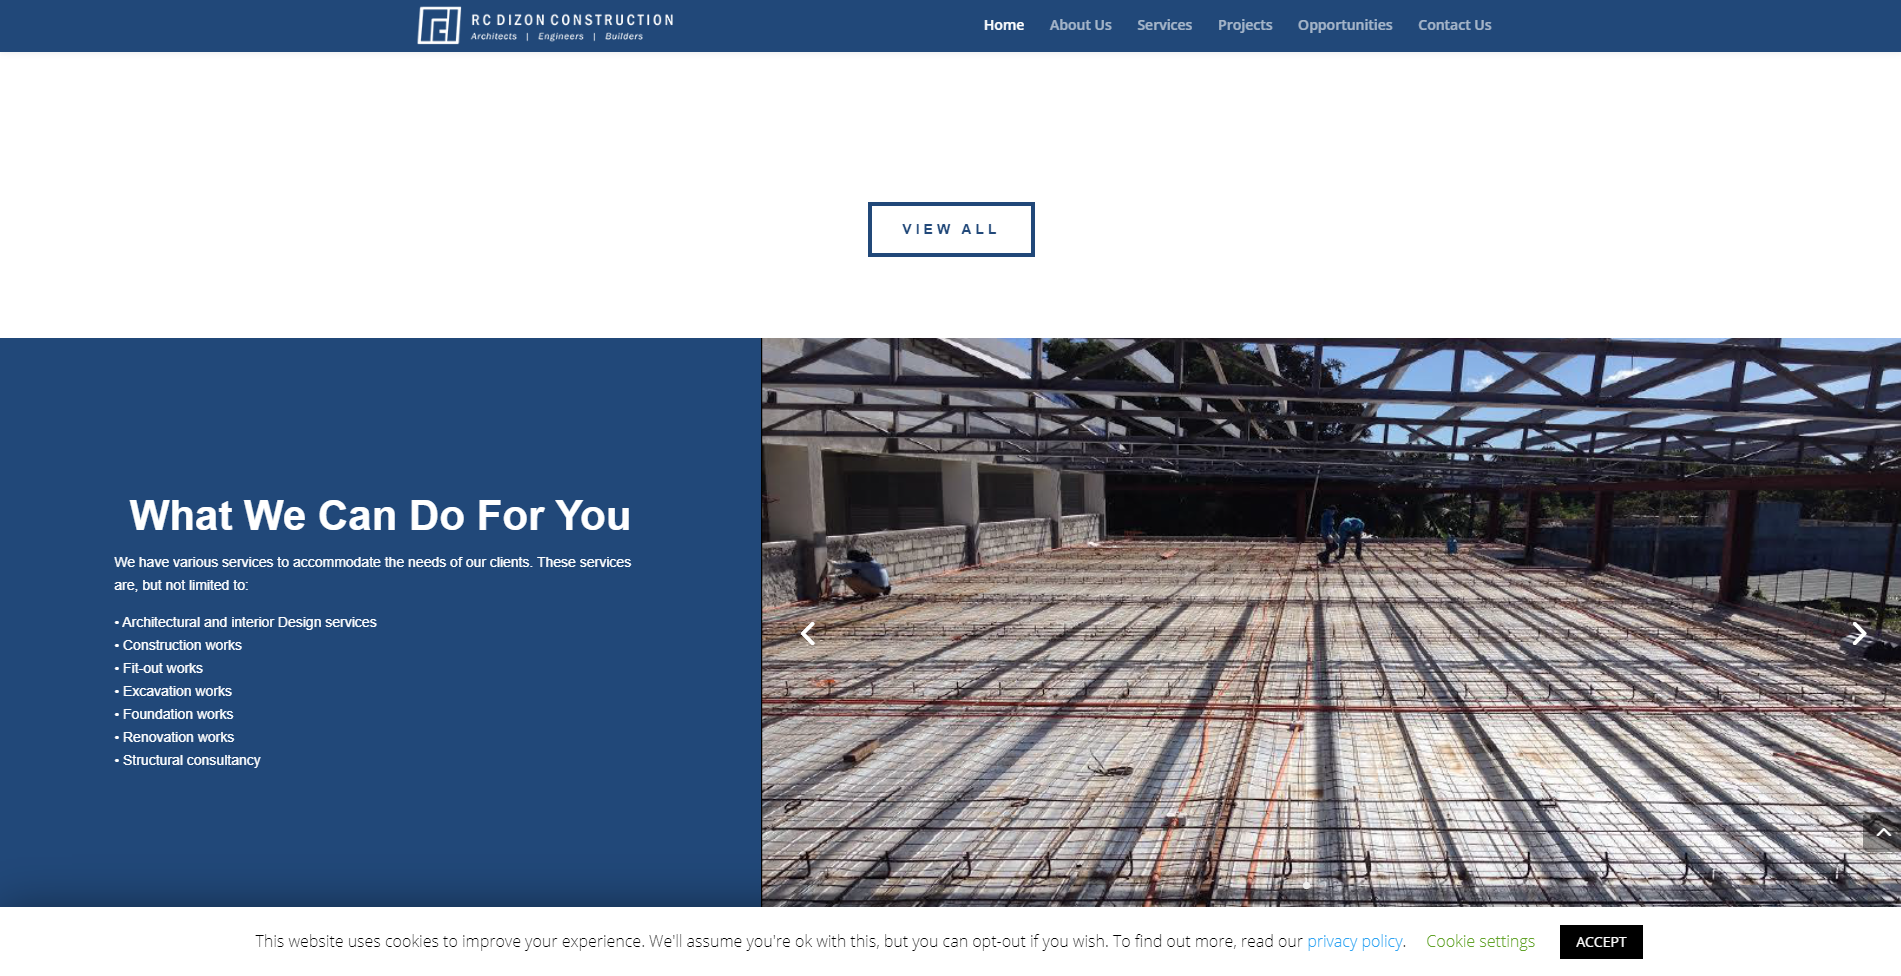 RC DIZON CONSTRUCTION
Architects | Engineers | Builders
Home About Us Services Projects Opportunities Contact Us
VIEW ALL
What We Can Do For You
We have various services to accommodate the needs of our clients. These services
are, but not limited to:
• Architectural and interior Design services
• Construction works
• Fit-out works
• Excavation works
• Foundation works
• Renovation works
• Structural consultancy
This website uses cookies to improve your experience. We'll assume you're ok with this, but you can opt-out if you wish. To find out more, read our privacy policy. Cookie settings ACCEPT